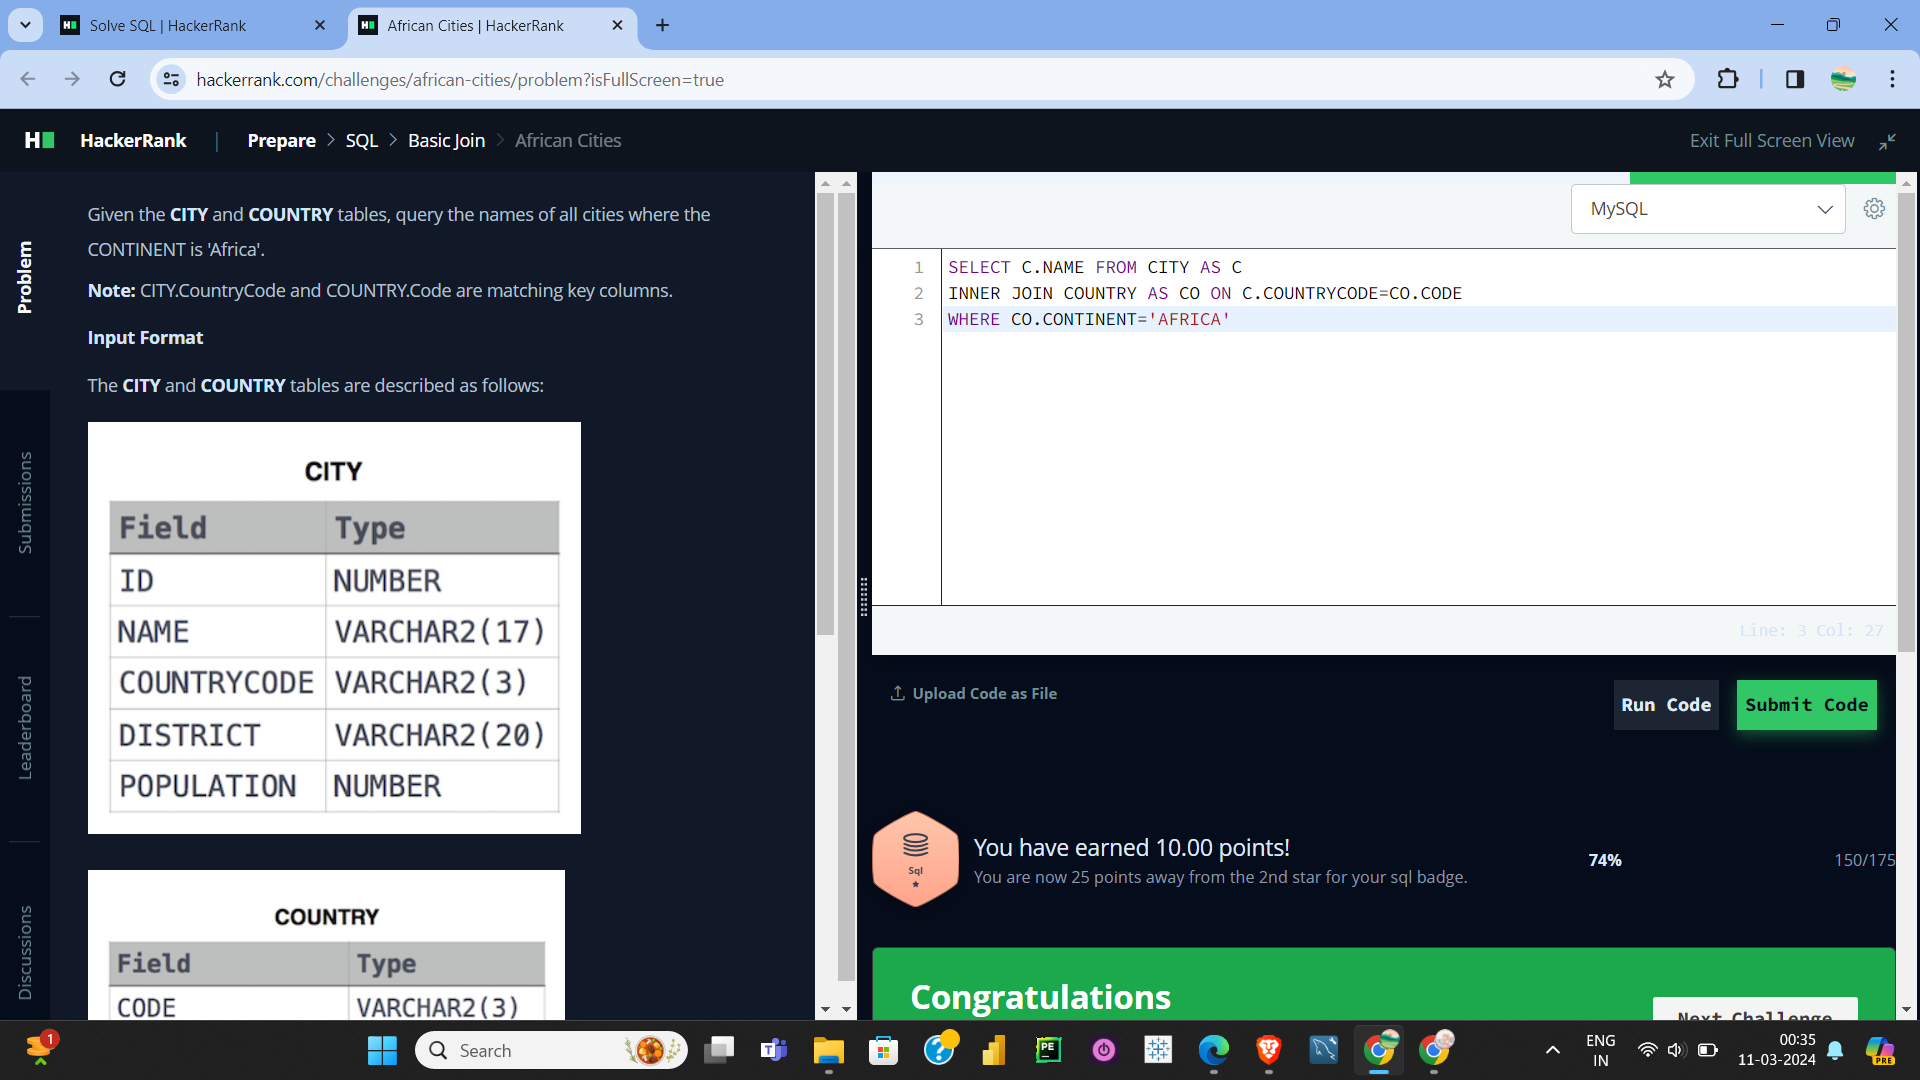 Solve SQL | HackerRank
African Cities | HackerRank
hackerrank.com/challenges/african-cities/problem?isFullScreen=true
H
HackerRank
Prepare
SQL
Basic Join
African Cities
Exit Full Screen View
Problem
Submissions
Leaderboard
Discussions
Given the CITY and COUNTRY tables, query the names of all cities where the
CONTINENT is 'Africa'.
Note: CITY.CountryCode and COUNTRY.Code are matching key columns.
Input Format
The CITY and COUNTRY tables are described as follows:
CITY
Field Type
ID NUMBER
NAME VARCHAR2(17)
COUNTRYCODE VARCHAR2(3)
DISTRICT VARCHAR2(20)
POPULATION NUMBER
COUNTRY
Field Type
CODE VARCHAR2(3)
MySQL
1 SELECT C.NAME FROM CITY AS C
2 INNER JOIN COUNTRY AS CO ON C.COUNTRYCODE=CO.CODE
3 WHERE CO.CONTINENT='AFRICA'
Line: 3 Col: 27
Upload Code as File
Run Code
Submit Code
Sql
You have earned 10.00 points!
You are now 25 points away from the 2nd star for your sql badge.
74%
150/175
Congratulations
Next Challenge
1
Search
PE
ENG
IN
00:35
11-03-2024
PRE